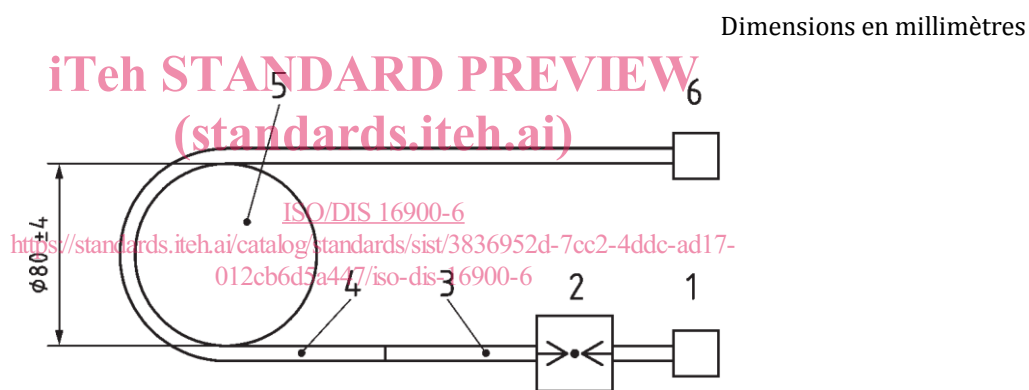 Dimensions en millimètres
iTeh STANDARD PREVIEW
5
6
(standards.iteh.ai)
ISO/DIS 16900-6
⌀80±4
https://standards.iteh.ai/catalog/standards/sist/3836952d-7cc2-4ddc-ad17-
012cb6d5a447/iso-dis-16900-6
4
3
2
1